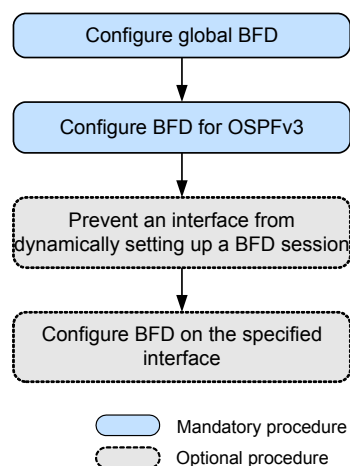 Configure global BFD
Configure BFD for OSPFv3
Prevent an interface from
dynamically setting up a BFD session
Configure BFD on the specified
interface
Mandatory procedure
Optional procedure